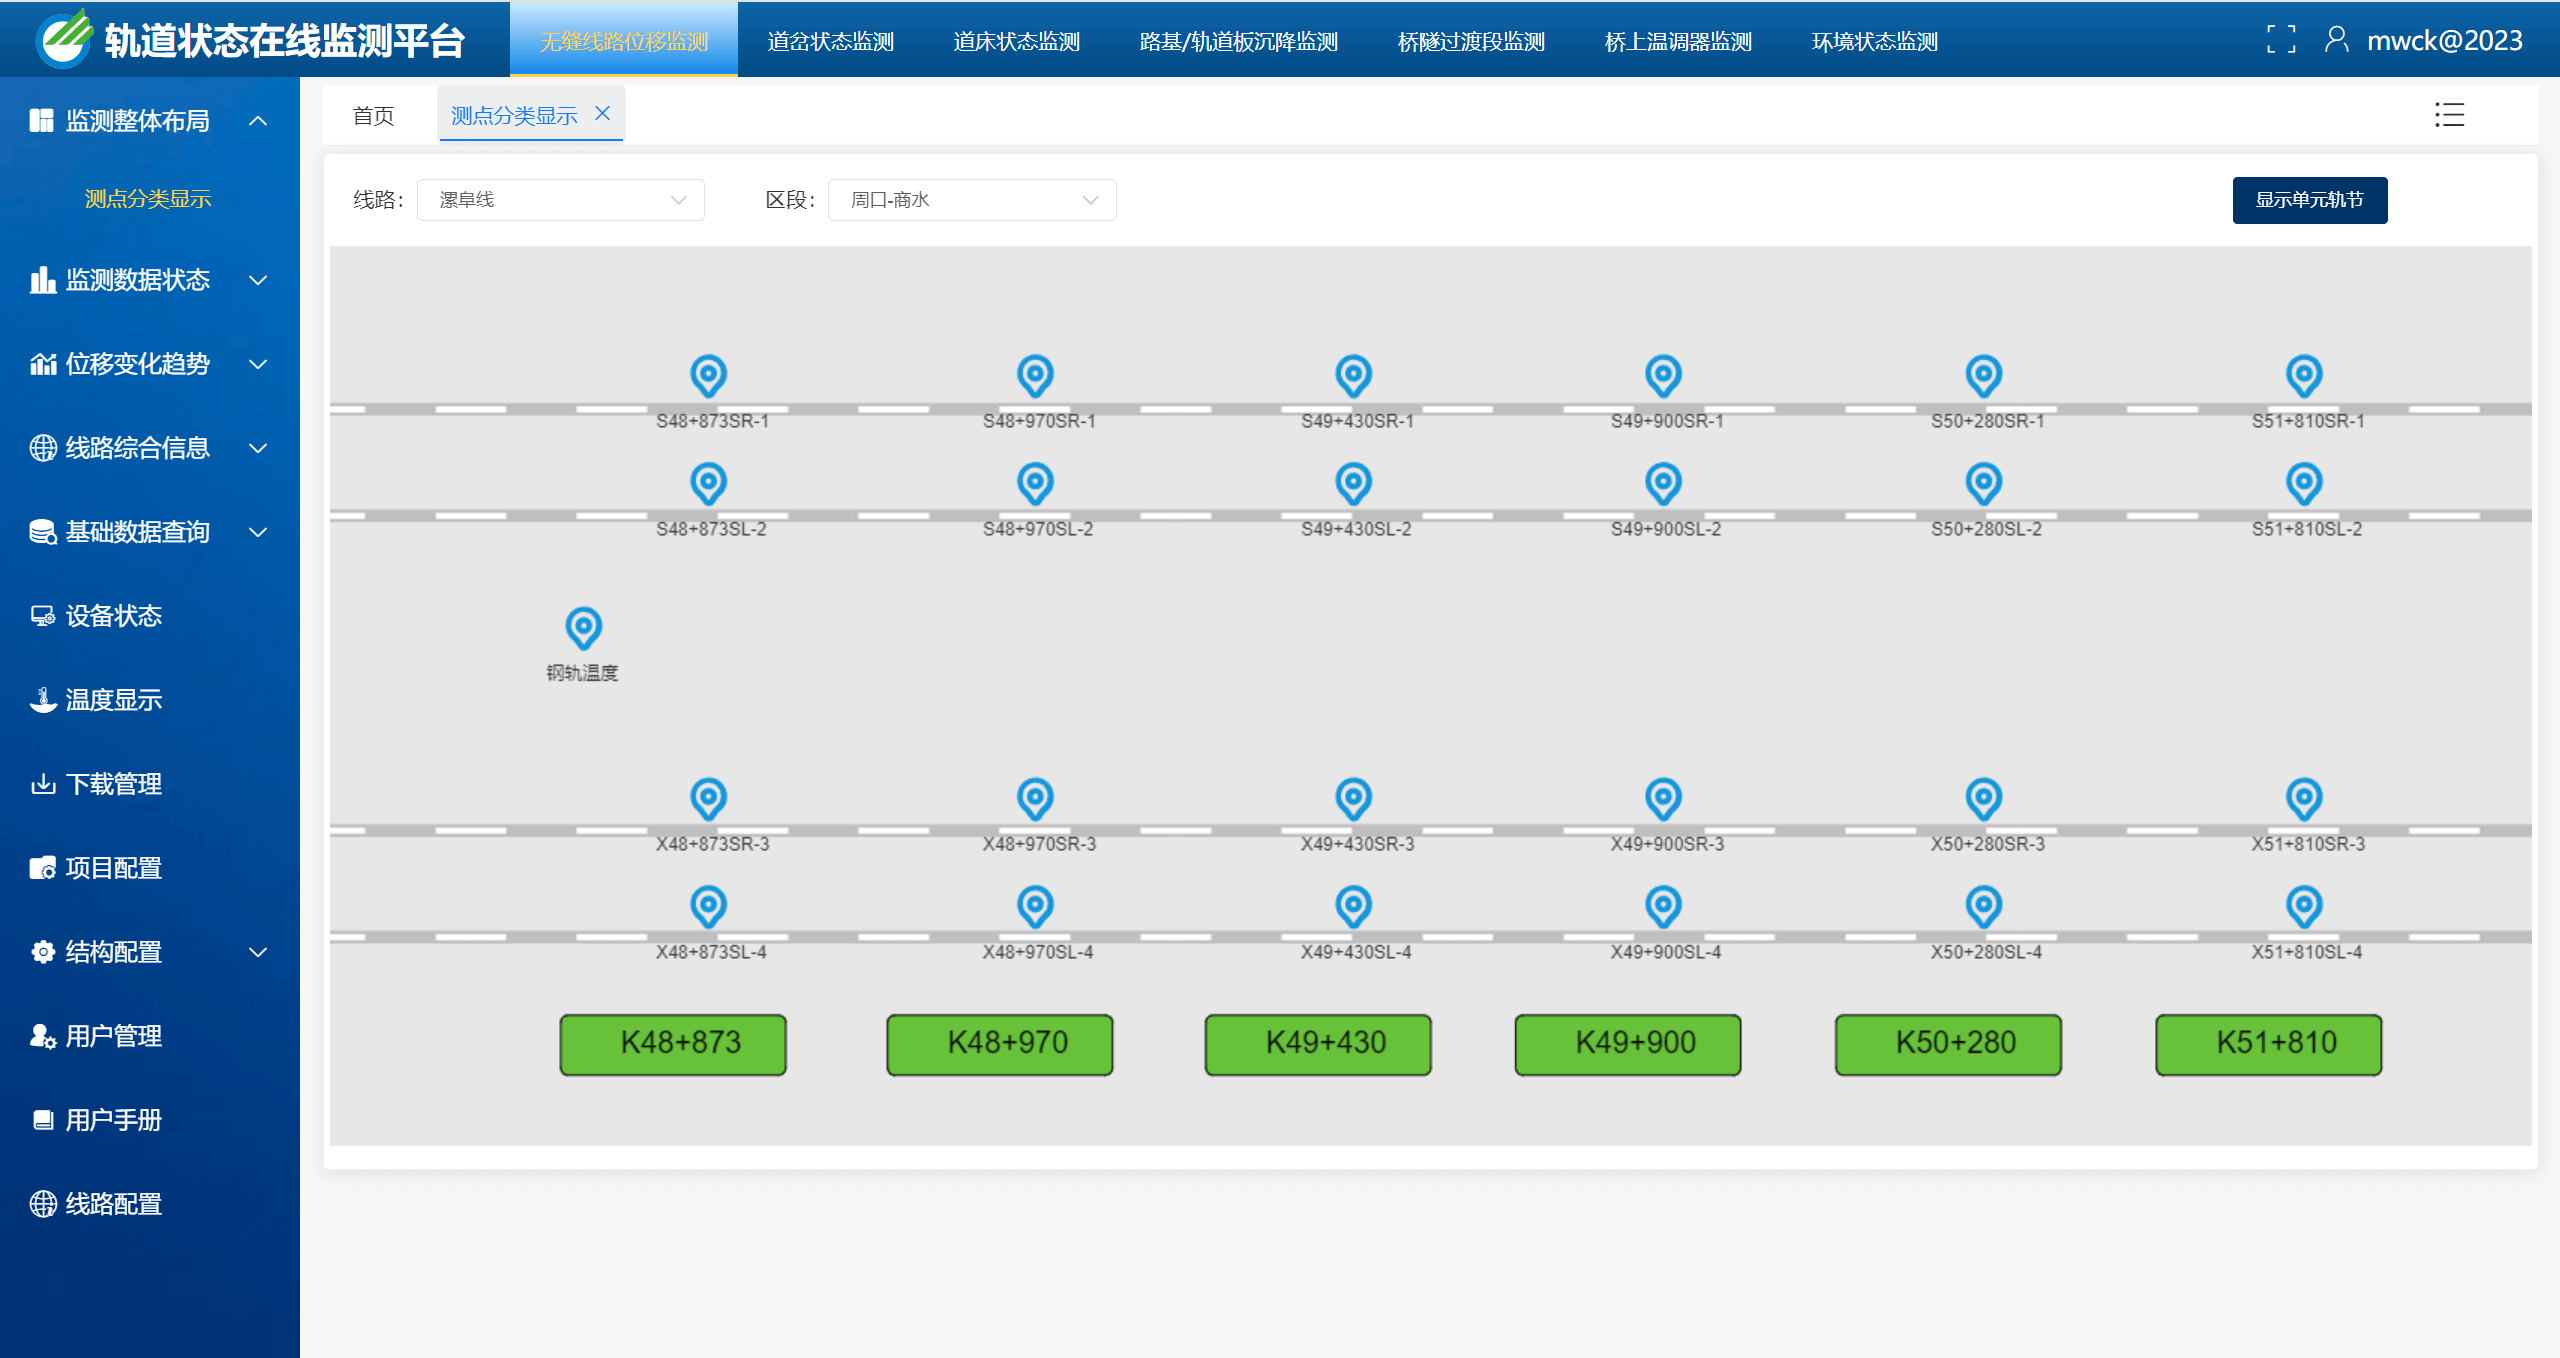 轨道状态在线监测平台
无缝线路位移监测 道岔状态监测 道床状态监测 路基/轨道板沉降监测 桥隧过渡段监测 桥上温调器监测 环境状态监测
mwck@2023
监测整体布局
测点分类显示
监测数据状态
位移变化趋势
线路综合信息
基础数据查询
设备状态
温度显示
下载管理
项目配置
结构配置
用户管理
用户手册
线路配置
首页 测点分类显示
线路: 漯阜线 区段: 周口-商水 显示单元轨节
S48+873SR-1 S48+970SR-1 S49+430SR-1 S49+900SR-1 S50+280SR-1 S51+810SR-1
S48+873SL-2 S48+970SL-2 S49+430SL-2 S49+900SL-2 S50+280SL-2 S51+810SL-2
钢轨温度
X48+873SR-3 X48+970SR-3 X49+430SR-3 X49+900SR-3 X50+280SR-3 X51+810SR-3
X48+873SL-4 X48+970SL-4 X49+430SL-4 X49+900SL-4 X50+280SL-4 X51+810SL-4
K48+873 K48+970 K49+430 K49+900 K50+280 K51+810